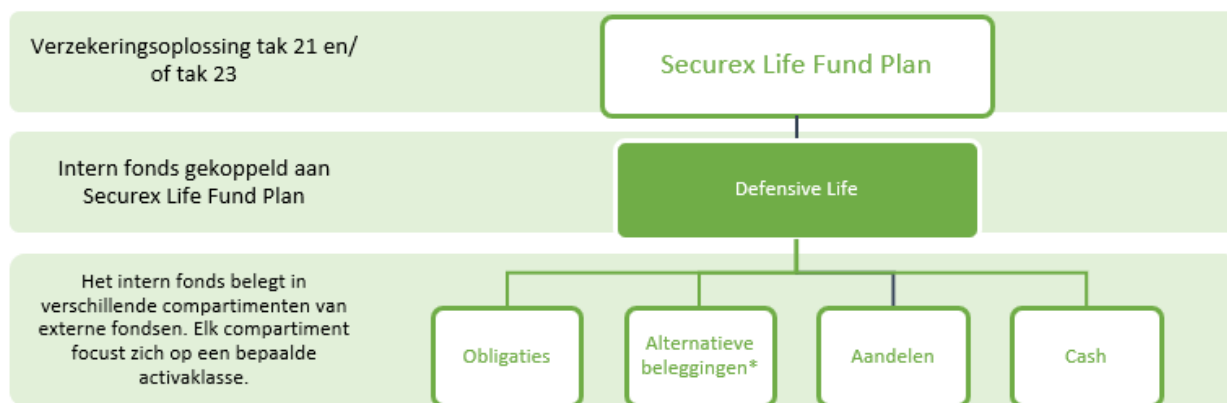 Verzekeringsoplossing tak 21 en/
of tak 23
Securex Life Fund Plan
Intern fonds gekoppeld aan
Securex Life Fund Plan
Defensive Life
Het intern fonds belegt in
verschillende compartimenten van
externe fondsen. Elk compartiment
focust zich op een bepaalde
activaklasse.
Obligaties
Alternatieve
beleggingen*
Aandelen
Cash